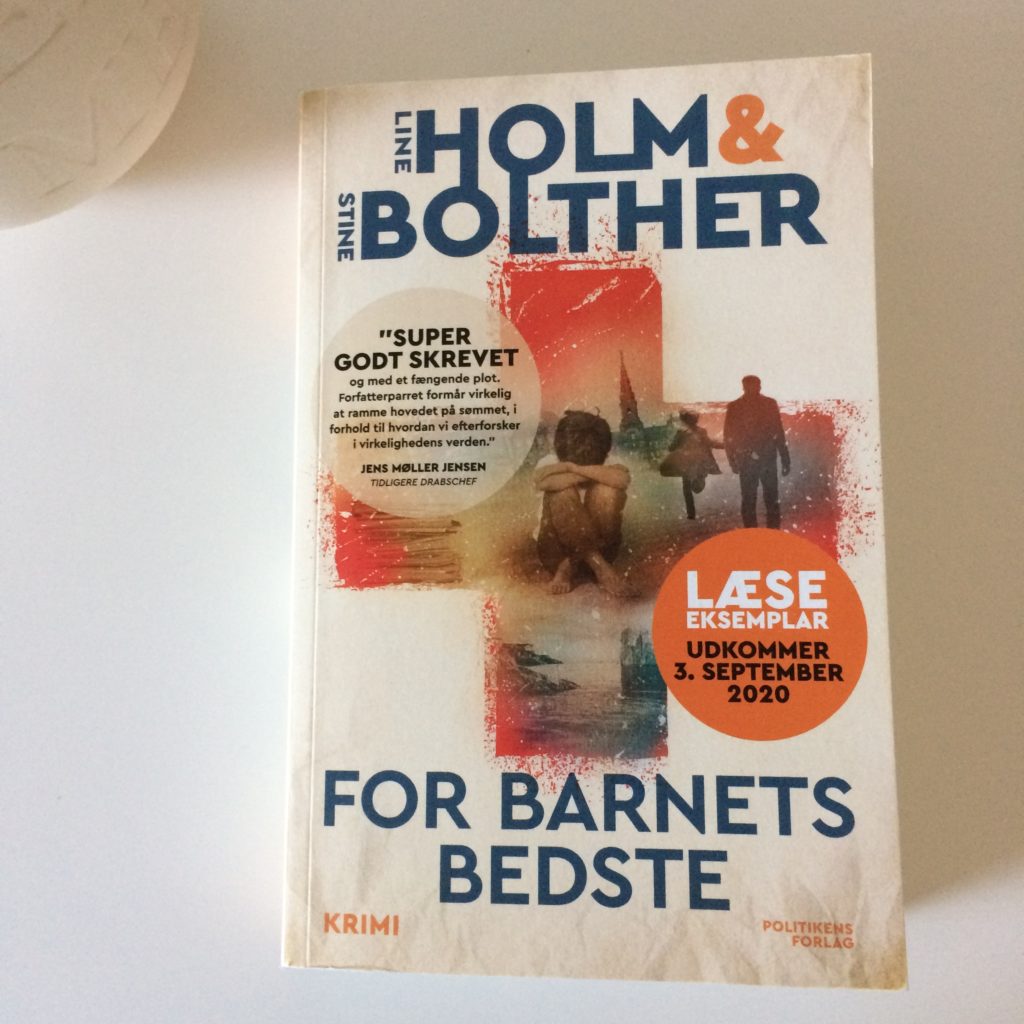 LINE HOLM &
STINE BOLTHER
"SUPER
GODT SKREVET
og med et fængende plot.
Forfatterparret formår virkelig
at ramme hovedet på sømmet, i
forhold til hvordan vi efterforsker
i virkelighedens verden."
JENS MØLLER JENSEN
TIDLIGERE DRABSCHEF
LÆSE
EKSEMPLAR
UDKOMMER
3. SEPTEMBER
2020
FOR BARNETS
BEDSTE
KRIMI
POLITIKENS
FORLAG